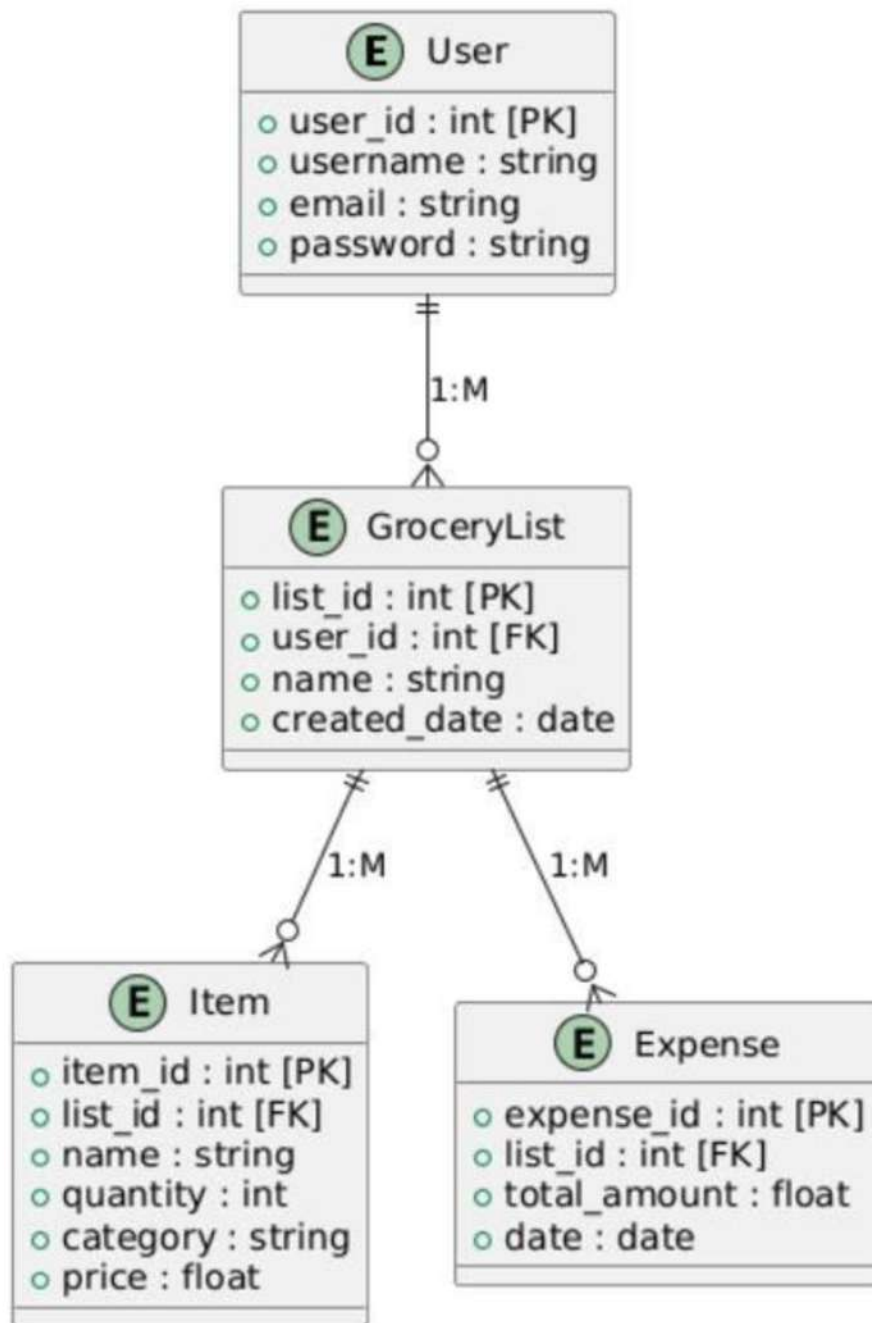 E User
user_id : int [PK]
username : string
email : string
password : string
1:M
E GroceryList
list_id : int [PK]
user_id : int [FK]
name : string
created_date : date
1:M
1:M
E Item
item_id : int [PK]
list_id : int [FK]
name : string
quantity : int
category : string
price : float
E Expense
expense_id : int [PK]
list_id : int [FK]
total_amount : float
date : date